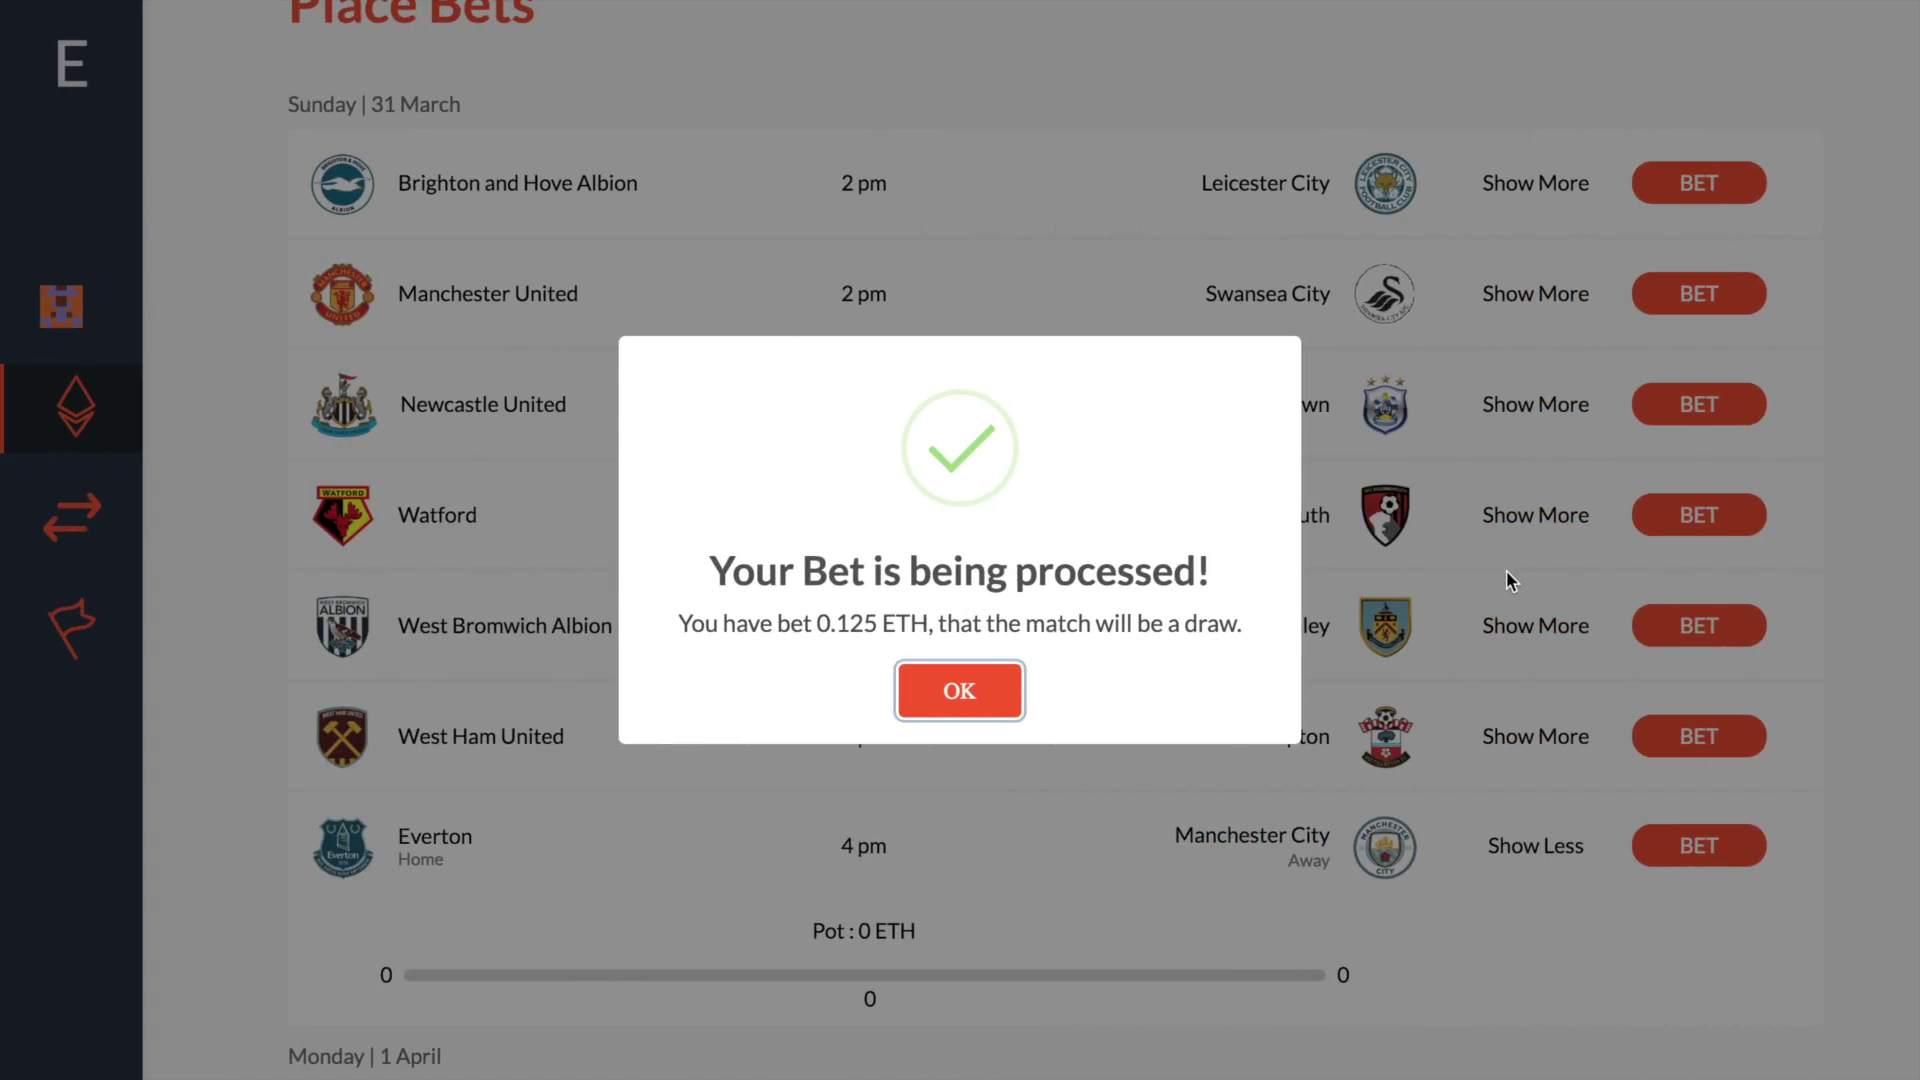 Place Bets
E
Sunday | 31 March
Brighton and Hove Albion 2 pm Leicester City Show More BET
Manchester United 2 pm Swansea City Show More BET
Newcastle United wn Show More BET
WATFORD
Watford uth Show More BET
ALBION
West Bromwich Albion ley Show More BET
West Ham United ton Show More BET
Your Bet is being processed!
You have bet 0.125 ETH, that the match will be a draw.
OK
Everton 4 pm Manchester City Show Less BET
Home Away
Everton
Pot : 0 ETH
0 0
0
Monday | 1 April